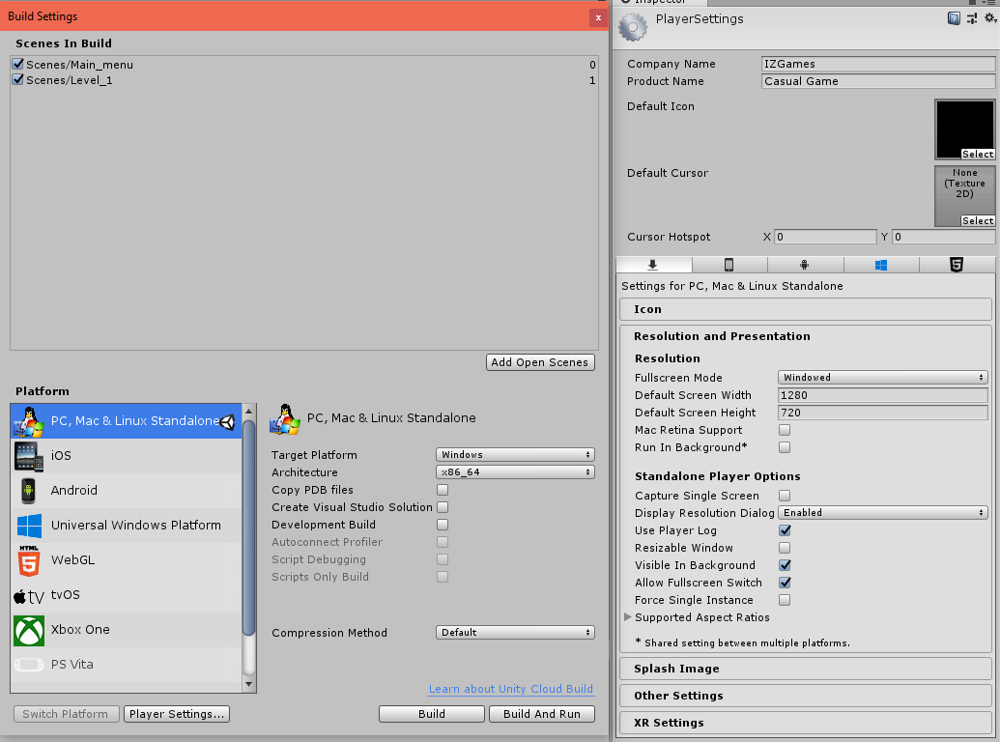 Build Settings
x
Scenes In Build
Scenes/Main_menu 0
Scenes/Level_1 1
Add Open Scenes
Platform
PC, Mac & Linux Standalone
iOS
Android
Universal Windows Platform
HTML
5
WebGL
tv
tvOS
Xbox One
PS Vita
PC, Mac & Linux Standalone
Target Platform Windows
Architecture x86_64
Copy PDB files
Create Visual Studio Solution
Development Build
Autoconnect Profiler
Script Debugging
Scripts Only Build
Compression Method Default
Learn about Unity Cloud Build
Switch Platform Player Settings... Build Build And Run
Inspector
PlayerSettings
Company Name IZGames
Product Name Casual Game
Default Icon
Select
Default Cursor
None
(Texture
2D)
Select
Cursor Hotspot X 0 Y 0
5
Settings for PC, Mac & Linux Standalone
Icon
Resolution and Presentation
Resolution
Fullscreen Mode Windowed
Default Screen Width 1280
Default Screen Height 720
Mac Retina Support
Run In Background*
Standalone Player Options
Capture Single Screen
Display Resolution Dialog Enabled
Use Player Log
Resizable Window
Visible In Background
Allow Fullscreen Switch
Force Single Instance
Supported Aspect Ratios
* Shared setting between multiple platforms.
Splash Image
Other Settings
XR Settings